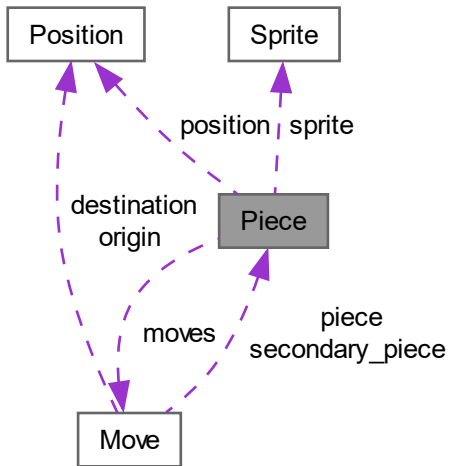 Position
Sprite
position
sprite
destination
origin
Piece
moves
piece
secondary_piece
Move